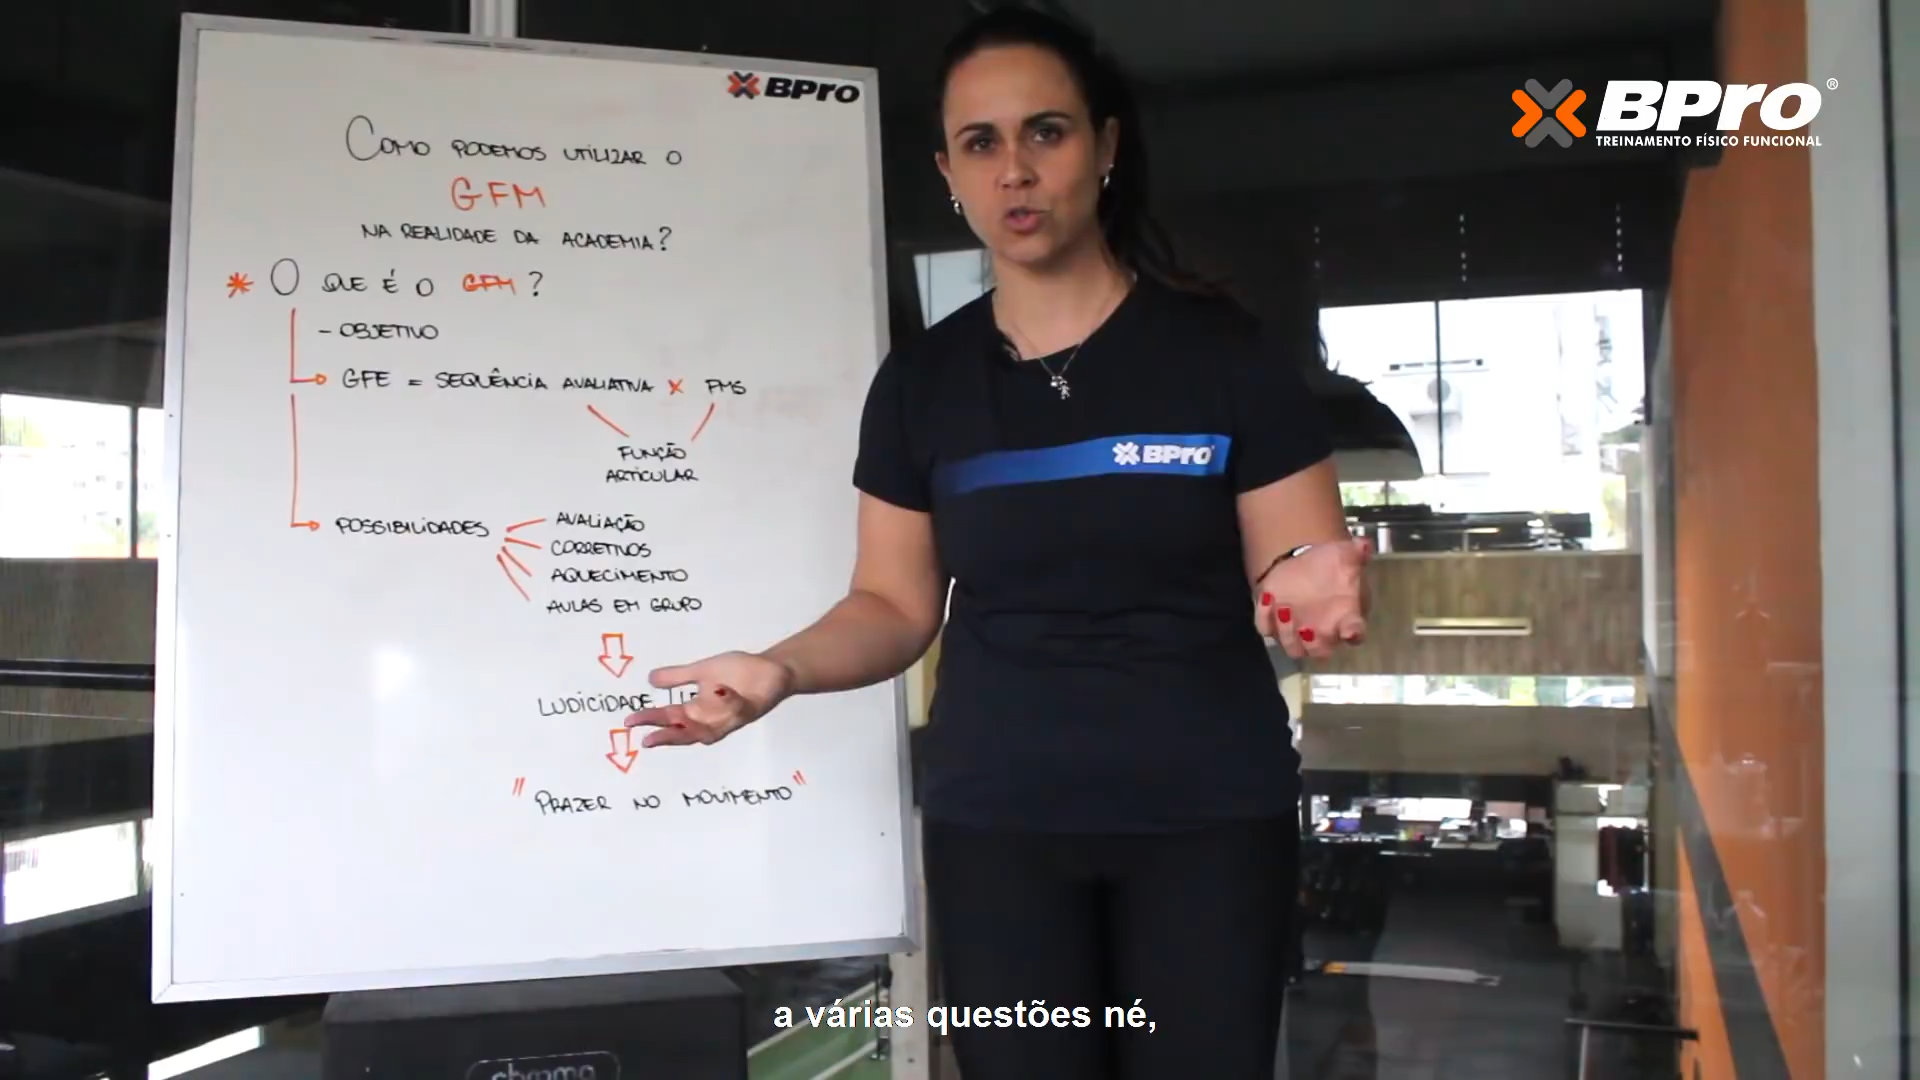 BPro
COMO PODEMOS UTILIZAR O
GFM
NA REALIDADE DA ACADEMIA?
* O QUE É O GFM?
- OBJETIVO
GFE = SEQUÊNCIA AVALIATIVA X FMS
FUNÇÃO
ARTICULAR
POSSIBILIDADES
AVALIAÇÃO
CORRETIVOS
AQUECIMENTO
AULAS EM GRUPO
LUDICIDADE
"PRAZER NO MOVIMENTO"
BPro®
TREINAMENTO FÍSICO FUNCIONAL
BPro
a várias questões né,